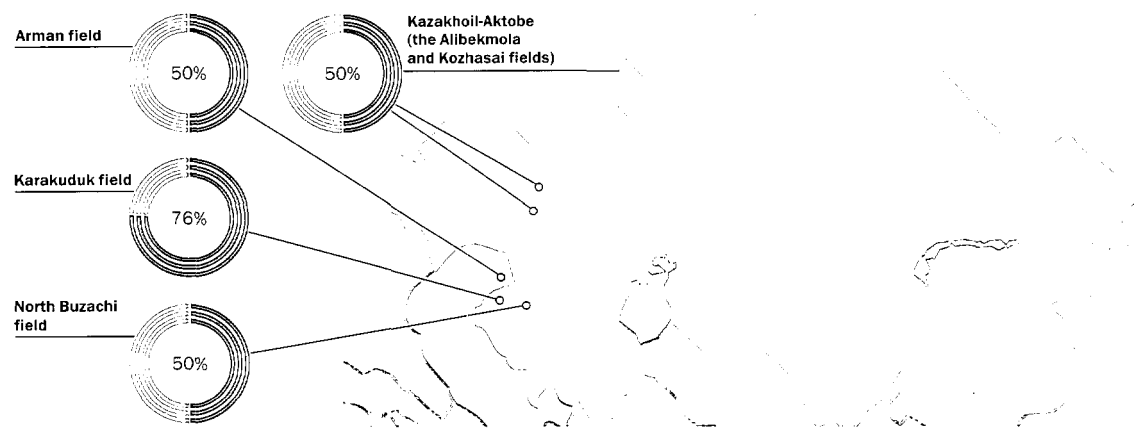 Arman field
50%
50%
Kazakhoil-Aktobe
(the Alibekmola
and Kozhasai fields)
Karakuduk field
76%
North Buzachi
field
50%